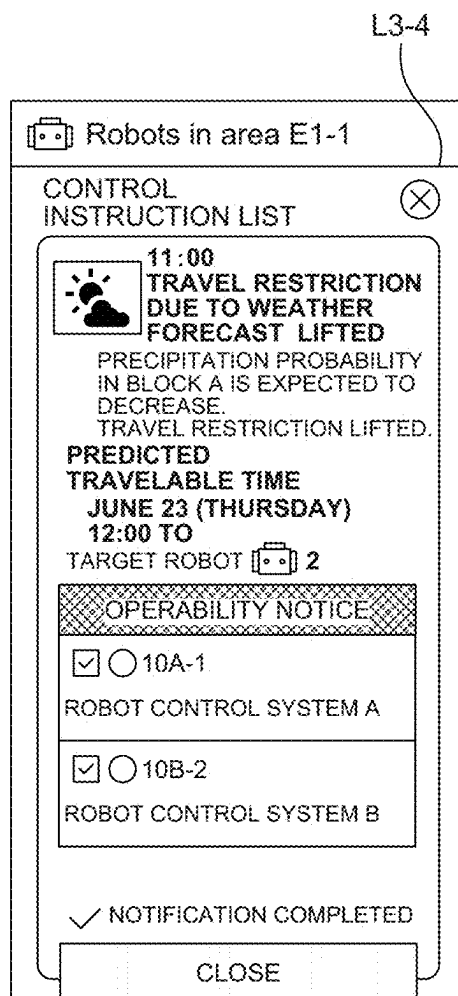 L3-4
Robots in area E1-1
CONTROL
INSTRUCTION LIST
11:00
TRAVEL RESTRICTION
DUE TO WEATHER
FORECAST LIFTED
PRECIPITATION PROBABILITY
IN BLOCK A IS EXPECTED TO
DECREASE.
TRAVEL RESTRICTION LIFTED.
PREDICTED
TRAVELABLE TIME
JUNE 23 (THURSDAY)
12:00 TO
TARGET ROBOT 2
OPERABILITY NOTICE
10A-1
ROBOT CONTROL SYSTEM A
10B-2
ROBOT CONTROL SYSTEM B
NOTIFICATION COMPLETED
CLOSE